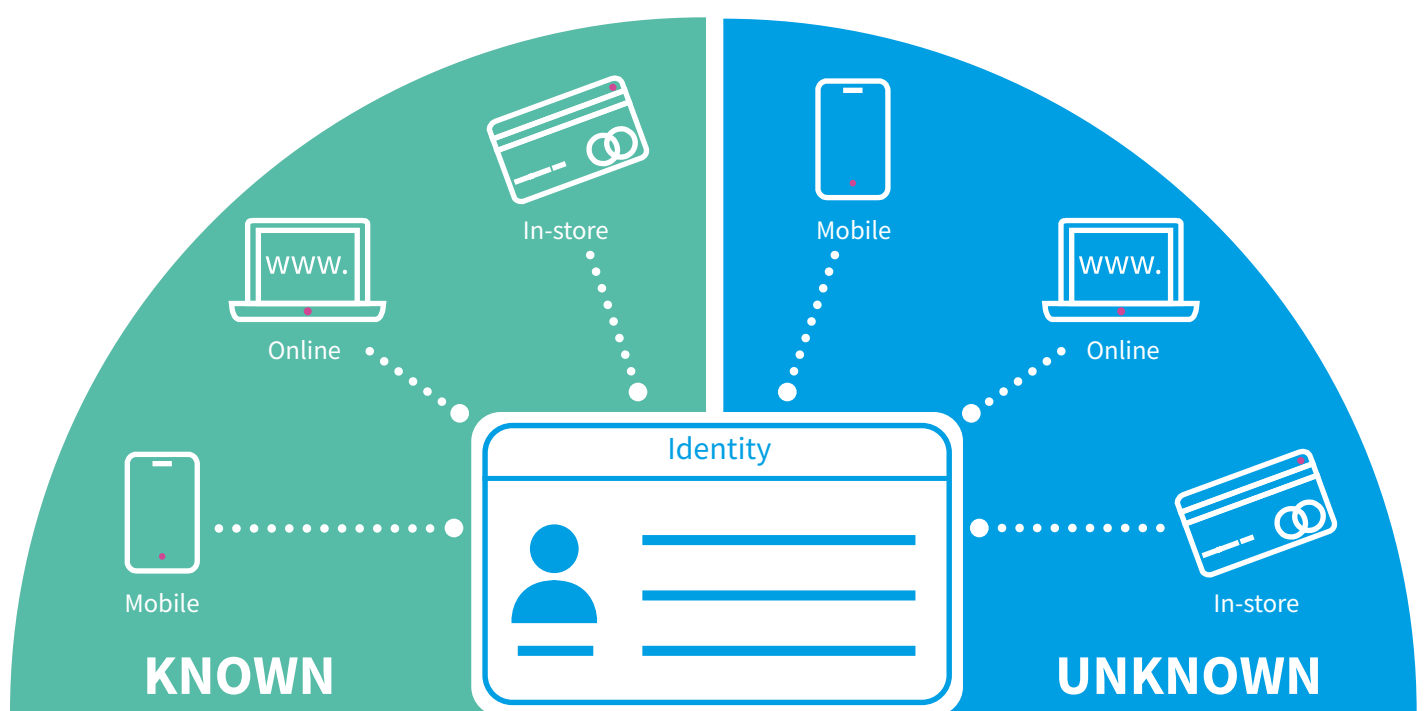 In-store
Mobile
www.
www.
Online
Online
Identity
Mobile
In-store
KNOWN
UNKNOWN